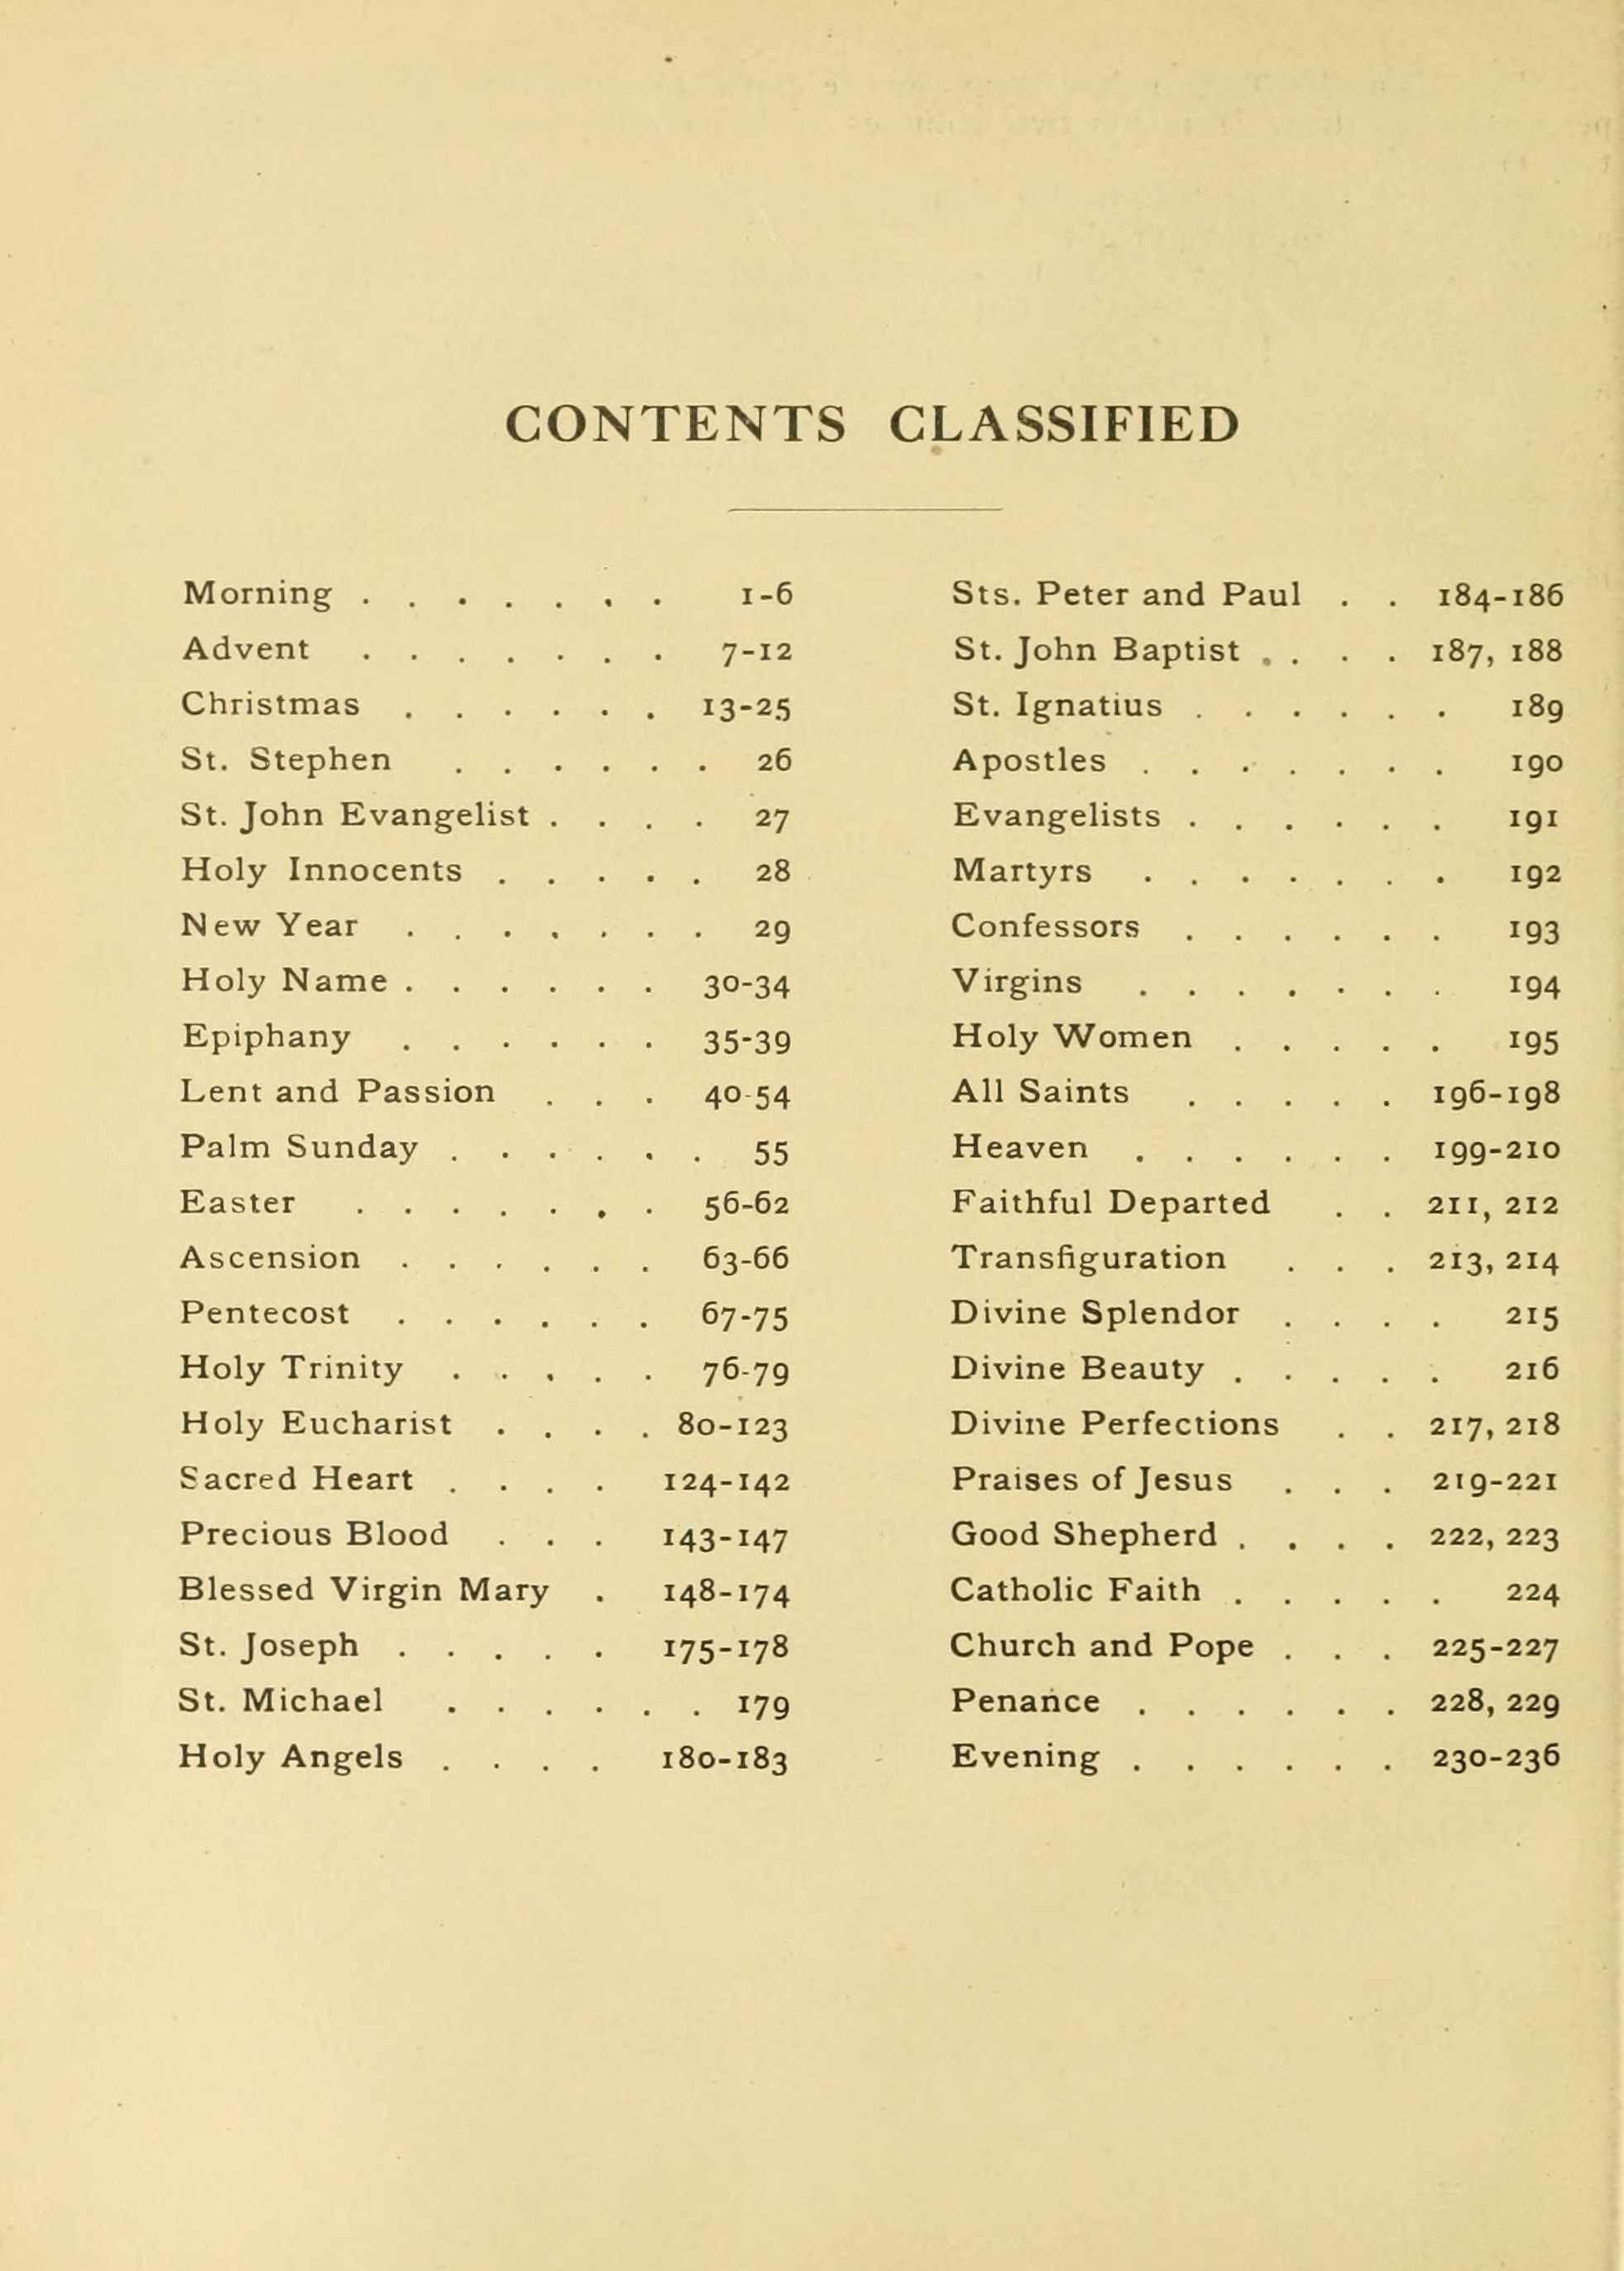 CONTENTS CLASSIFIED
Morning . . . . . . . 1-6
Advent . . . . . . . 7-12
Christmas . . . . . . 13-25
St. Stephen . . . . . . 26
St. John Evangelist . . . . 27
Holy Innocents . . . . . 28
New Year . . . . . . . 29
Holy Name . . . . . . 30-34
Epiphany . . . . . . 35-39
Lent and Passion . . . 40-54
Palm Sunday . . . . . . 55
Easter . . . . . . . 56-62
Ascension . . . . . . 63-66
Pentecost . . . . . . 67-75
Holy Trinity . . . . . 76-79
Holy Eucharist . . . . 80-123
Sacred Heart . . . . 124-142
Precious Blood . . . 143-147
Blessed Virgin Mary . 148-174
St. Joseph . . . . . 175-178
St. Michael . . . . . . 179
Holy Angels . . . . 180-183
Sts. Peter and Paul . . 184-186
St. John Baptist . . . . 187, 188
St. Ignatius . . . . . . 189
Apostles . . . . . . . 190
Evangelists . . . . . . 191
Martyrs . . . . . . . 192
Confessors . . . . . . 193
Virgins . . . . . . . 194
Holy Women . . . . . 195
All Saints . . . . . 196-198
Heaven . . . . . . 199-210
Faithful Departed . . 211, 212
Transfiguration . . . 213, 214
Divine Splendor . . . . 215
Divine Beauty . . . . . 216
Divine Perfections . . 217, 218
Praises of Jesus . . . 219-221
Good Shepherd . . . . 222, 223
Catholic Faith . . . . . 224
Church and Pope . . . 225-227
Penance . . . . . . 228, 229
Evening . . . . . . 230-236